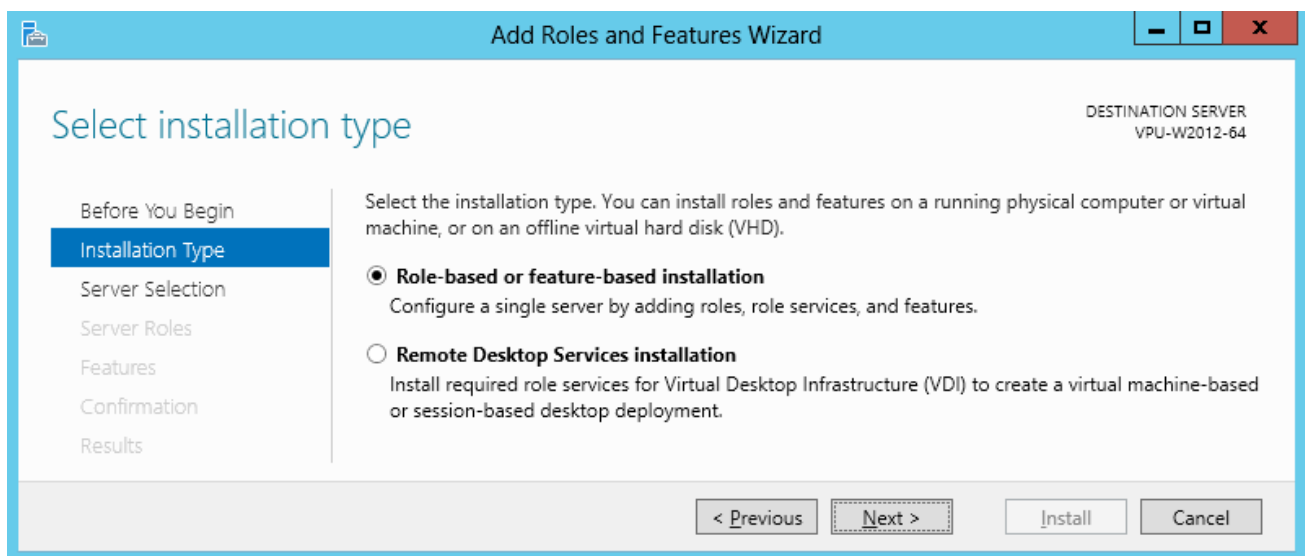 Add Roles and Features Wizard
Select installation type
DESTINATION SERVER
VPU-W2012-64
Before You Begin
Installation Type
Server Selection
Server Roles
Features
Confirmation
Results
Select the installation type. You can install roles and features on a running physical computer or virtual
machine, or on an offline virtual hard disk (VHD).
Role-based or feature-based installation
Configure a single server by adding roles, role services, and features.
Remote Desktop Services installation
Install required role services for Virtual Desktop Infrastructure (VDI) to create a virtual machine-based
or session-based desktop deployment.
< Previous
Next >
Install
Cancel